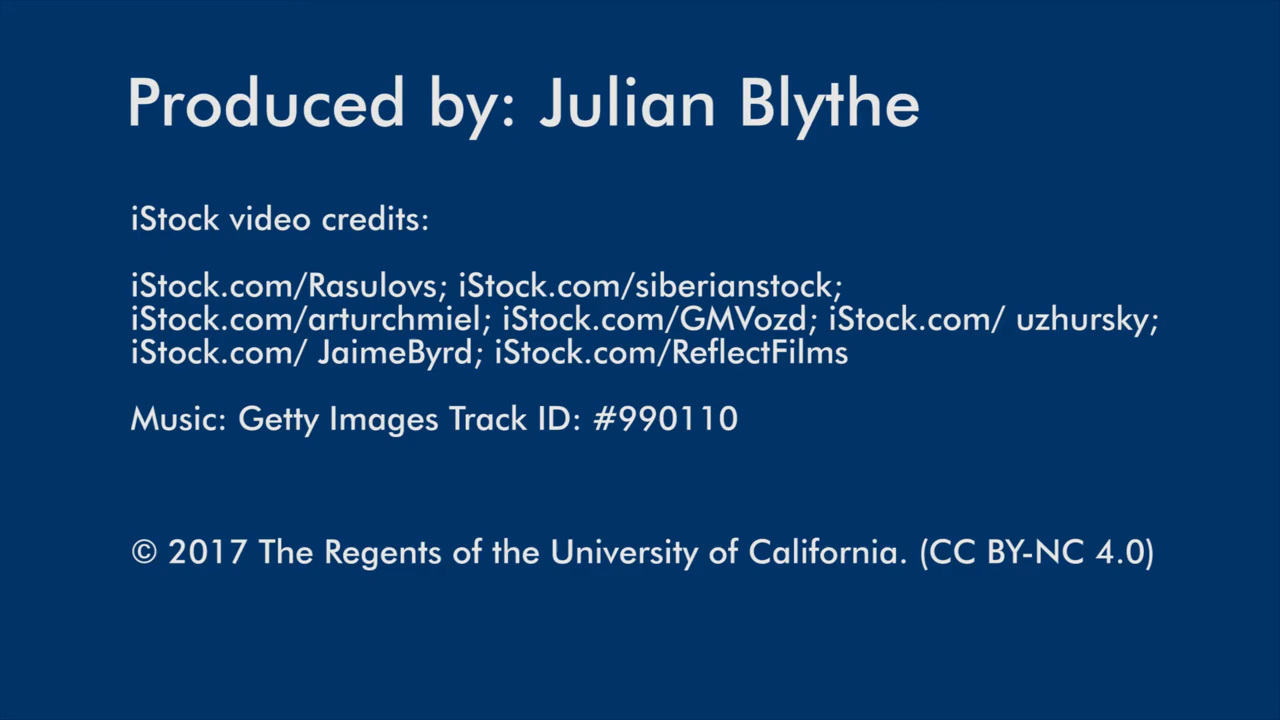 Produced by: Julian Blythe
iStock video credits:
iStock.com/Rasulovs; iStock.com/siberianstock;
iStock.com/arturchmiel; iStock.com/GMVozd; iStock.com/ uzhursky;
iStock.com/ JaimeByrd; iStock.com/ReflectFilms
Music: Getty Images Track ID: #990110
© 2017 The Regents of the University of California. (CC BY-NC 4.0)